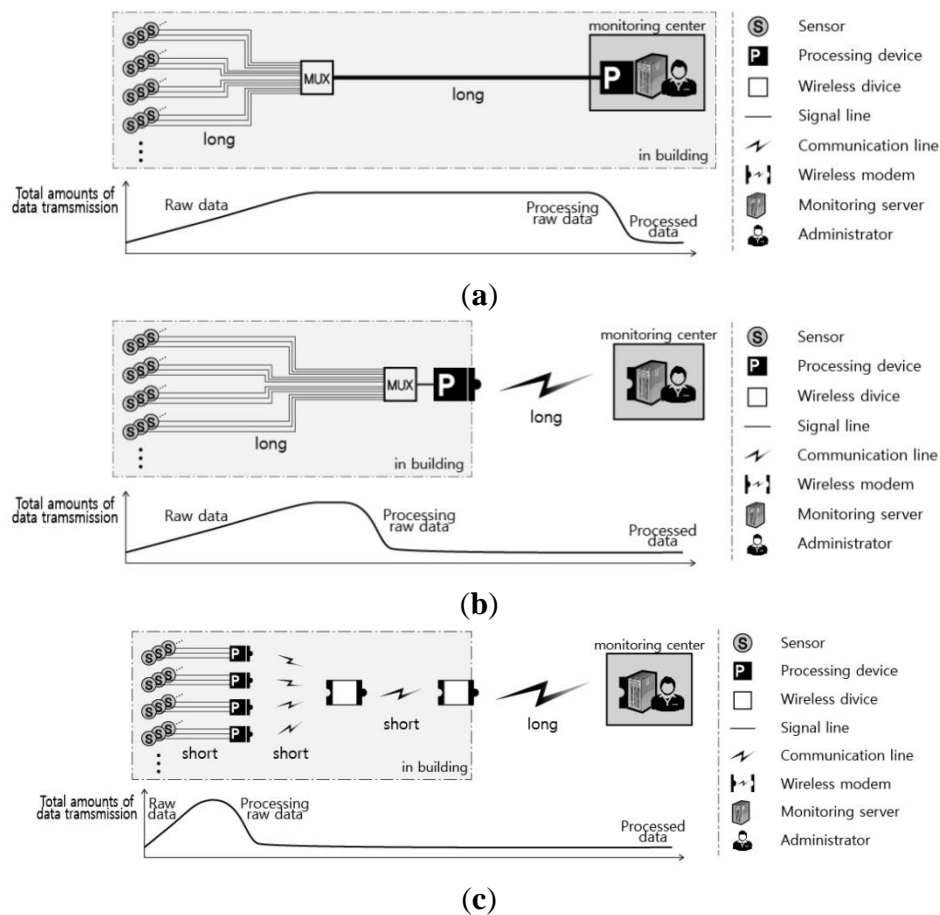 monitoring center
S S S
S S S
S S S
S S S
MUX
P
long
long
in building
Total amounts of
data transmission
Raw data
Processing
raw data
Processed
data
S Sensor
P Processing device
Wireless divice
Signal line
Communication line
Wireless modem
Monitoring server
Administrator
(a)
monitoring center
S S S
S S S
S S S
S S S
MUX
P
long
long
in building
Total amounts of
data transmission
Raw data
Processing
raw data
Processed
data
S Sensor
P Processing device
Wireless divice
Signal line
Communication line
Wireless modem
Monitoring server
Administrator
(b)
monitoring center
S S S P
S S S P
S S S P
S S S P
short
short
short
long
in building
Total amounts of
data transmission
Raw
data
Processing
raw data
Processed
data
S Sensor
P Processing device
Wireless divice
Signal line
Communication line
Wireless modem
Monitoring server
Administrator
(c)